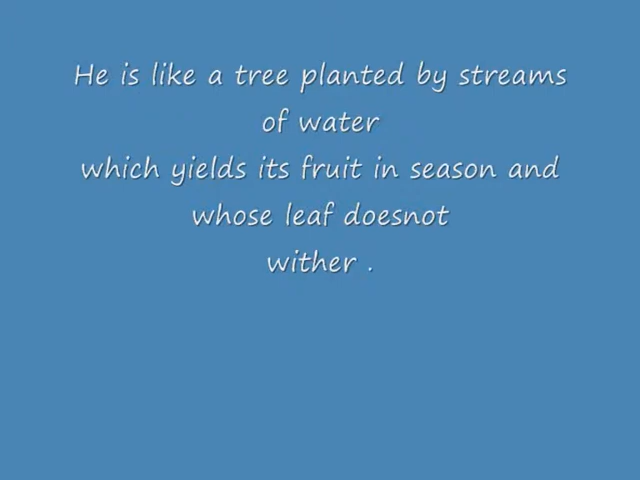 He is like a tree planted by streams
of water
which yields its fruit in season and
whose leaf doesnot
wither .